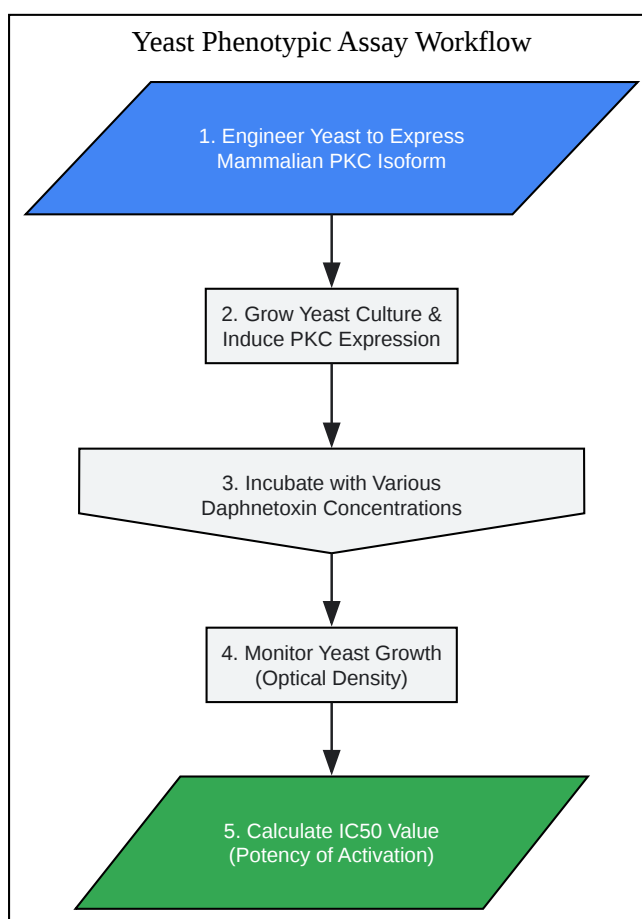 Yeast Phenotypic Assay Workflow
1. Engineer Yeast to Express
Mammalian PKC Isoform
2. Grow Yeast Culture &
Induce PKC Expression
3. Incubate with Various
Daphnetoxin Concentrations
4. Monitor Yeast Growth
(Optical Density)
5. Calculate IC50 Value
(Potency of Activation)